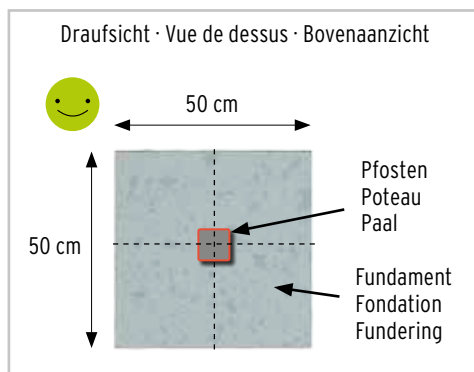 Draufsicht · Vue de dessus · Bovenaanzicht
50 cm
50 cm
Pfosten
Poteau
Paal
Fundament
Fondation
Fundering